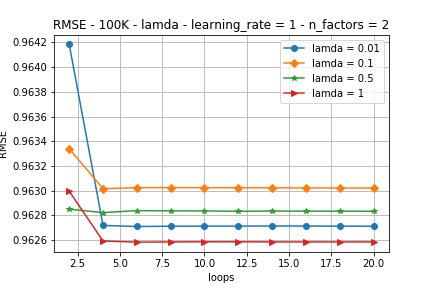 RMSE - 100K - lamda - learning_rate = 1 - n_factors = 2
0.9642
0.9640
0.9638
0.9636
0.9634
0.9632
0.9630
0.9628
0.9626
RMSE
lamda = 0.01
lamda = 0.1
lamda = 0.5
lamda = 1
2.5 5.0 7.5 10.0 12.5 15.0 17.5 20.0
loops